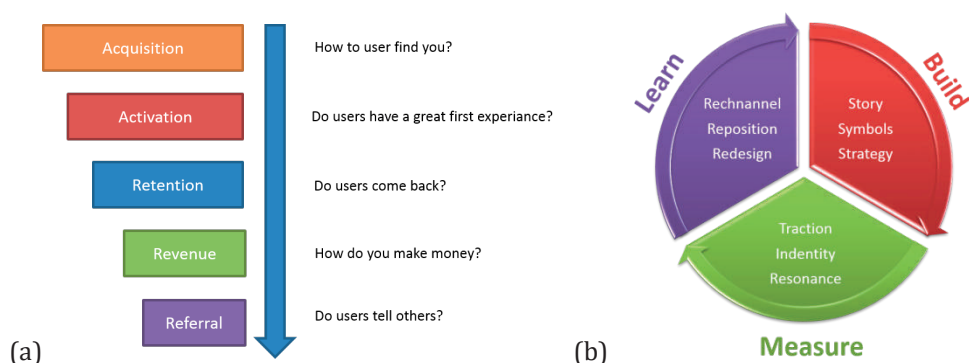 Acquisition
How to user find you?
Activation
Do users have a great first experiance?
Retention
Do users come back?
Revenue
How do you make money?
Referral
Do users tell others?
(a)
Learn
Rechnannel
Reposition
Redesign
Build
Story
Symbols
Strategy
Traction
Indentity
Resonance
Measure
(b)